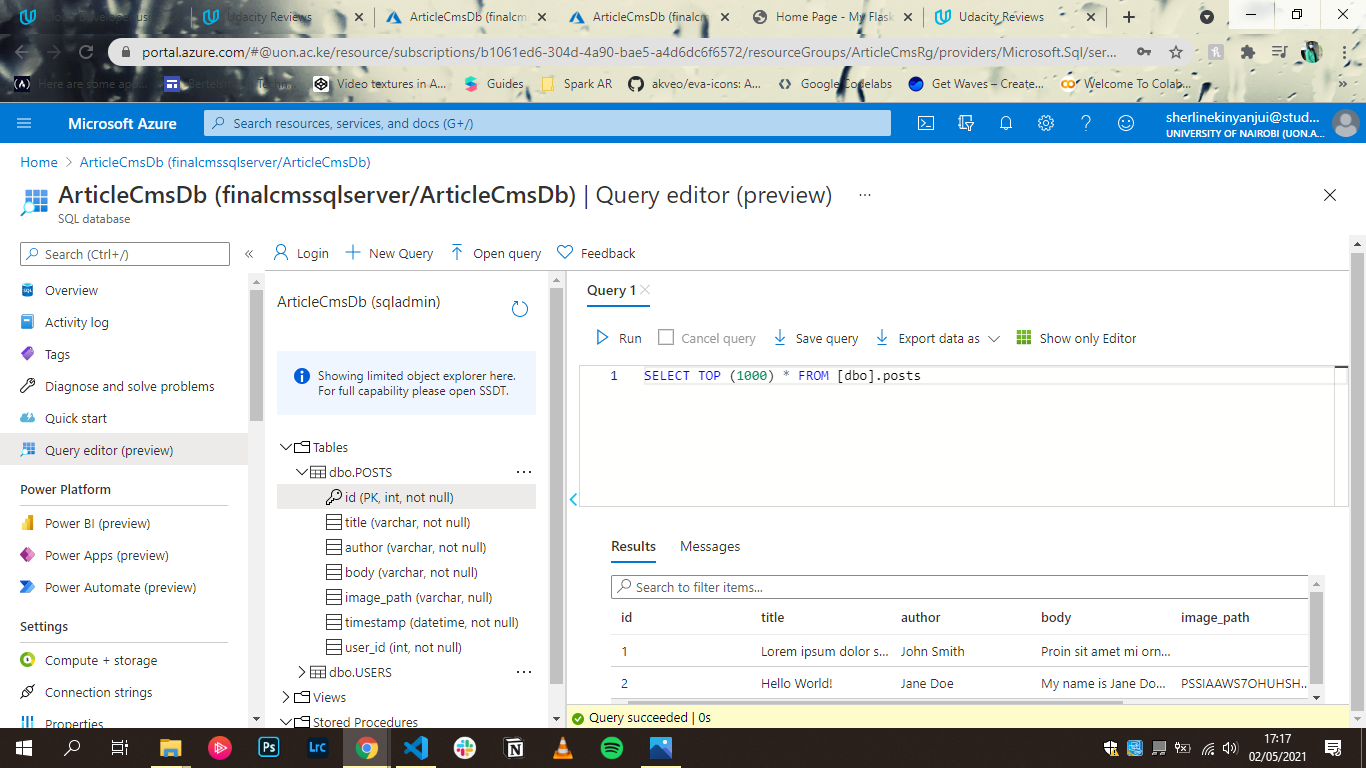 Udacity Reviews
ArticleCmsDb (finalcm
ArticleCmsDb (finalcm
Home Page - My Flask
Udacity Reviews
portal.azure.com/#@uon.ac.ke/resource/subscriptions/b1061ed6-304d-4a90-bae5-a4d6dc6f6572/resourceGroups/ArticleCmsRg/providers/Microsoft.Sql/ser...
Here are some app...
Video textures in A...
Guides
Spark AR
akveo/eva-icons: A...
Google Codelabs
Get Waves – Create...
Welcome To Colab...
»
Microsoft Azure
Search resources, services, and docs (G+/)
sherlinekinyanjui@stud...
UNIVERSITY OF NAIROBI (UON.A...
Home > ArticleCmsDb (finalcmssqlserver/ArticleCmsDb)
ArticleCmsDb (finalcmssqlserver/ArticleCmsDb) | Query editor (preview) ...
SQL database
Search (Ctrl+/)
«
Overview
Activity log
Tags
Diagnose and solve problems
Quick start
Query editor (preview)
Power Platform
Power BI (preview)
Power Apps (preview)
Power Automate (preview)
Settings
Compute + storage
Connection strings
Properties
Login
New Query
Open query
Feedback
ArticleCmsDb (sqladmin)
Showing limited object explorer here.
For full capability please open SSDT.
Tables
dbo.POSTS ...
id (PK, int, not null)
title (varchar, not null)
author (varchar, not null)
body (varchar, not null)
image_path (varchar, null)
timestamp (datetime, not null)
user_id (int, not null)
dbo.USERS ...
Views
Stored Procedures
Query 1
Run
Cancel query
Save query
Export data as
Show only Editor
1 SELECT TOP (1000) * FROM [dbo].posts
Results Messages
Search to filter items...
id title author body image_path
1 Lorem ipsum dolor s... John Smith Proin sit amet mi orn...
2 Hello World! Jane Doe My name is Jane Do... PSSIAAWS7OHUHSH...
Query succeeded | 0s
Ps
Lrc
17:17
02/05/2021